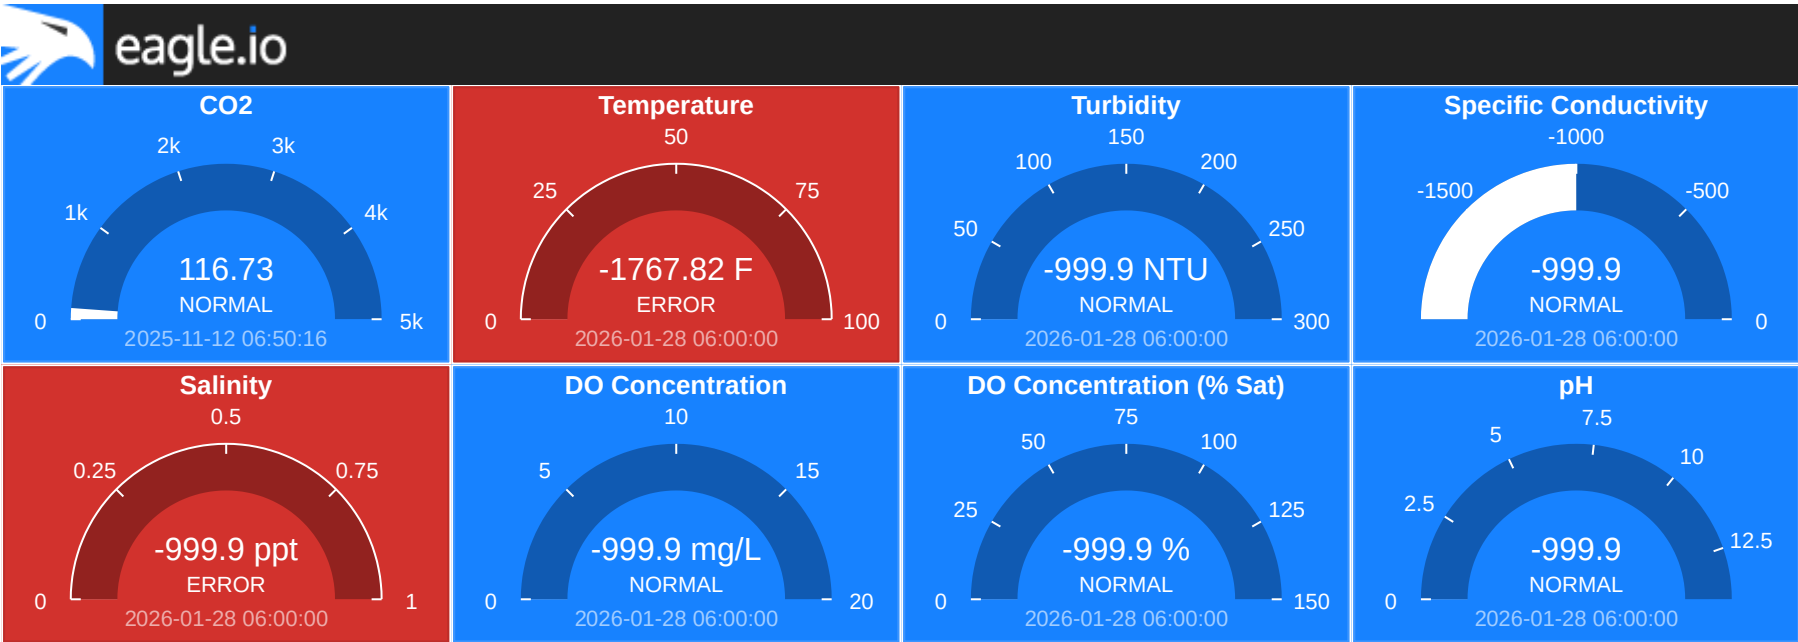 eagle.io
CO2
2k
3k
1k
4k
116.73
NORMAL
0
5k
2025-11-12 06:50:16
Temperature
50
25
75
-1767.82 F
ERROR
0
100
2026-01-28 06:00:00
Turbidity
150
100
200
50
250
-999.9 NTU
NORMAL
0
300
2026-01-28 06:00:00
Specific Conductivity
-1000
-1500
-500
-999.9
NORMAL
0
2026-01-28 06:00:00
Salinity
0.5
0.25
0.75
-999.9 ppt
ERROR
0
1
2026-01-28 06:00:00
DO Concentration
10
5
15
-999.9 mg/L
NORMAL
0
20
2026-01-28 06:00:00
DO Concentration (% Sat)
75
50
100
25
125
-999.9 %
NORMAL
0
150
2026-01-28 06:00:00
pH
7.5
5
10
2.5
12.5
-999.9
NORMAL
0
2026-01-28 06:00:00